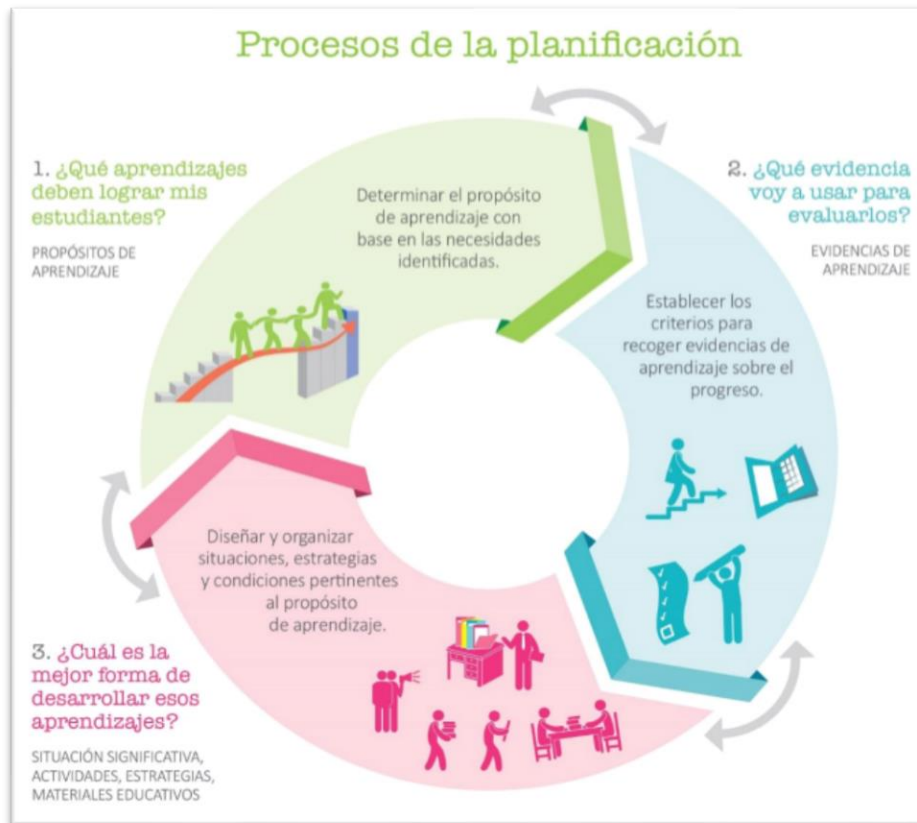 Procesos de la planificación
1. ¿Qué aprendizajes
deben lograr mis
estudiantes?
PROPÓSITOS DE
APRENDIZAJE
Determinar el propósito
de aprendizaje con
base en las necesidades
identificadas.
2. ¿Qué evidencia
voy a usar para
evaluarlos?
EVIDENCIAS DE
APRENDIZAJE
Establecer los
criterios para
recoger evidencias de
aprendizaje sobre el
progreso.
Diseñar y organizar
situaciones, estrategias
y condiciones pertinentes
al propósito
de aprendizaje.
3. ¿Cuál es la
mejor forma de
desarrollar esos
aprendizajes?
SITUACIÓN SIGNIFICATIVA,
ACTIVIDADES, ESTRATEGIAS,
MATERIALES EDUCATIVOS